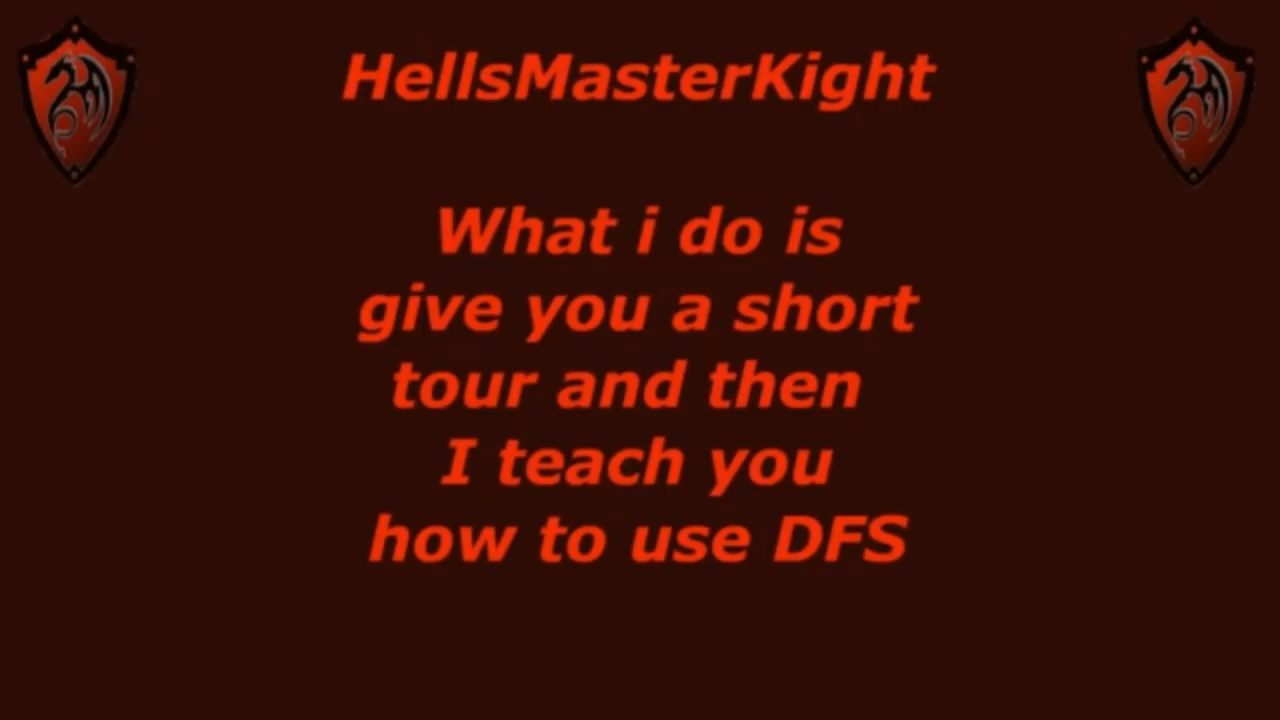 HellsMasterKight
What i do is
give you a short
tour and then
I teach you
how to use DFS